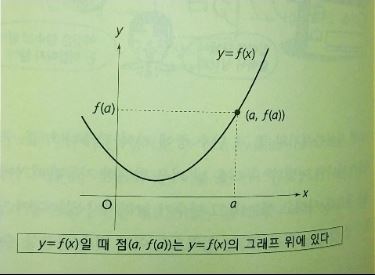 y
y=f(x)
f(a)
(a, f(a))
O
a
x
y=f(x)일 때 점(a, f(a))는 y=f(x)의 그래프 위에 있다